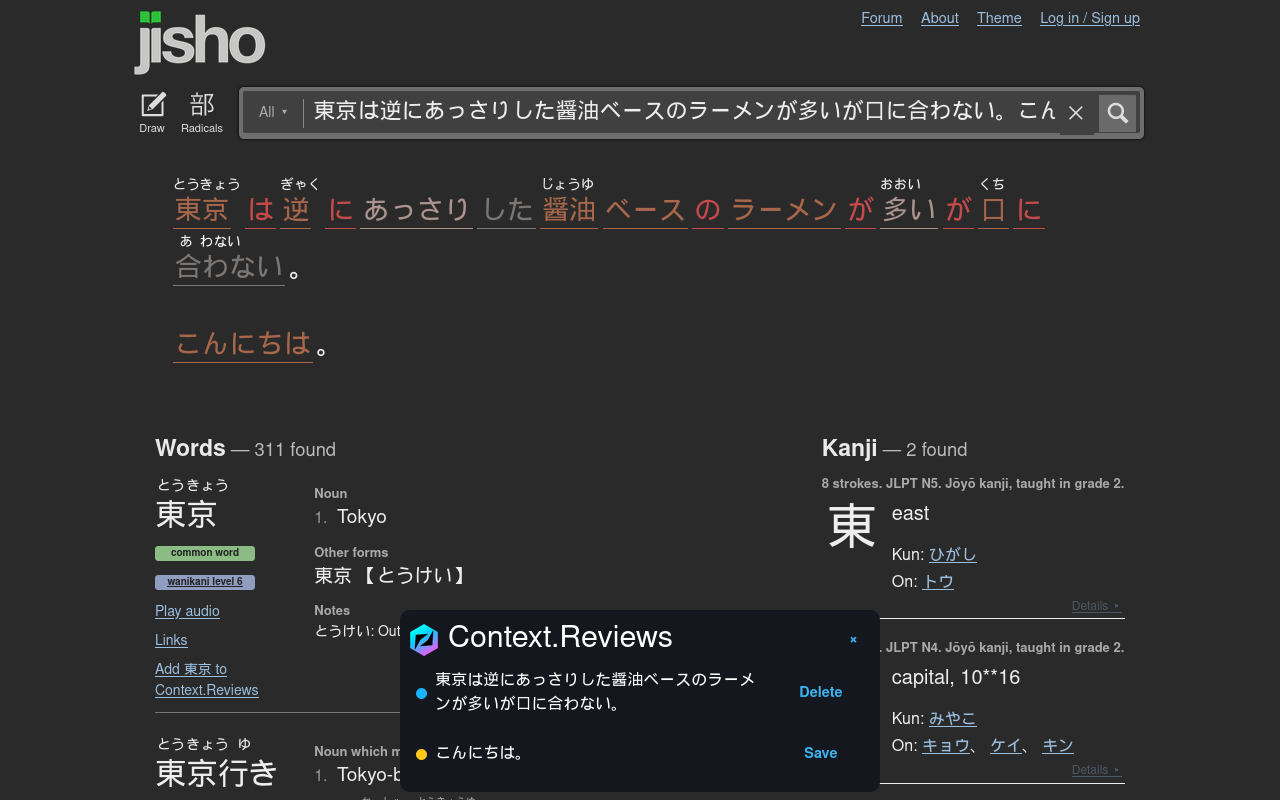 jisho
Forum About Theme Log in / Sign up
Draw
部
Radicals
All ▾ 東京は逆にあっさりした醤油ベースのラーメンが多いが口に合わない。こん
とうきょう ぎゃく じょうゆ おおい くち
東京 は 逆 に あっさり した 醤油 ベース の ラーメン が 多い が 口 に
あ わない
合わない 。
こんにちは 。
Words — 311 found
とうきょう
東京
common word
wanikani level 6
Play audio
Links
Add 東京 to
Context.Reviews
Noun
1. Tokyo
Other forms
東京 【とうけい】
Notes
とうけい: Out
とうきょう ゆ
東京行き
Noun which m
1. Tokyo-b
Kanji — 2 found
8 strokes. JLPT N5. Jōyō kanji, taught in grade 2.
東
east
Kun: ひがし
On: トウ
Details ▸
. JLPT N4. Jōyō kanji, taught in grade 2.
capital, 10**16
Kun: みやこ
On: キョウ、 ケイ、 キン
Details ▸
Context.Reviews ×
東京は逆にあっさりした醤油ベースのラーメ
ンが多いが口に合わない。
Delete
こんにちは。
Save